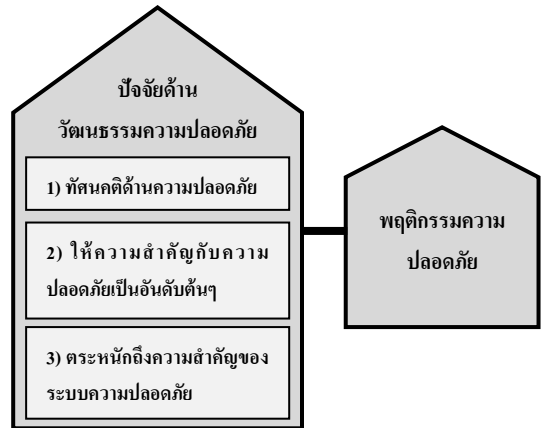 ปัจจัยด้าน
วัฒนธรรมความปลอดภัย
1) ทัศนคติด้านความปลอดภัย
2) ให้ความสำคัญกับความ
ปลอดภัยเป็นอันดับต้นๆ
3) ตระหนักถึงความสำคัญของ
ระบบความปลอดภัย
พฤติกรรมความ
ปลอดภัย